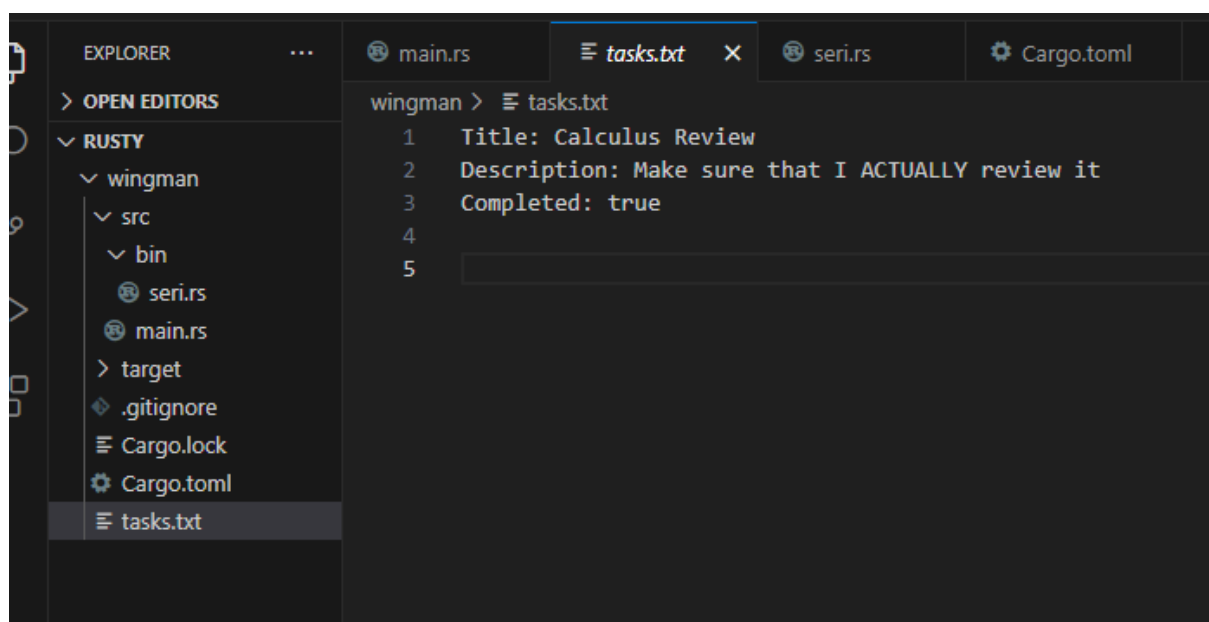 EXPLORER
OPEN EDITORS
RUSTY
wingman
src
bin
seri.rs
main.rs
target
.gitignore
Cargo.lock
Cargo.toml
tasks.txt
main.rs
tasks.txt
seri.rs
Cargo.toml
wingman > tasks.txt
1 Title: Calculus Review
2 Description: Make sure that I ACTUALLY review it
3 Completed: true
4
5